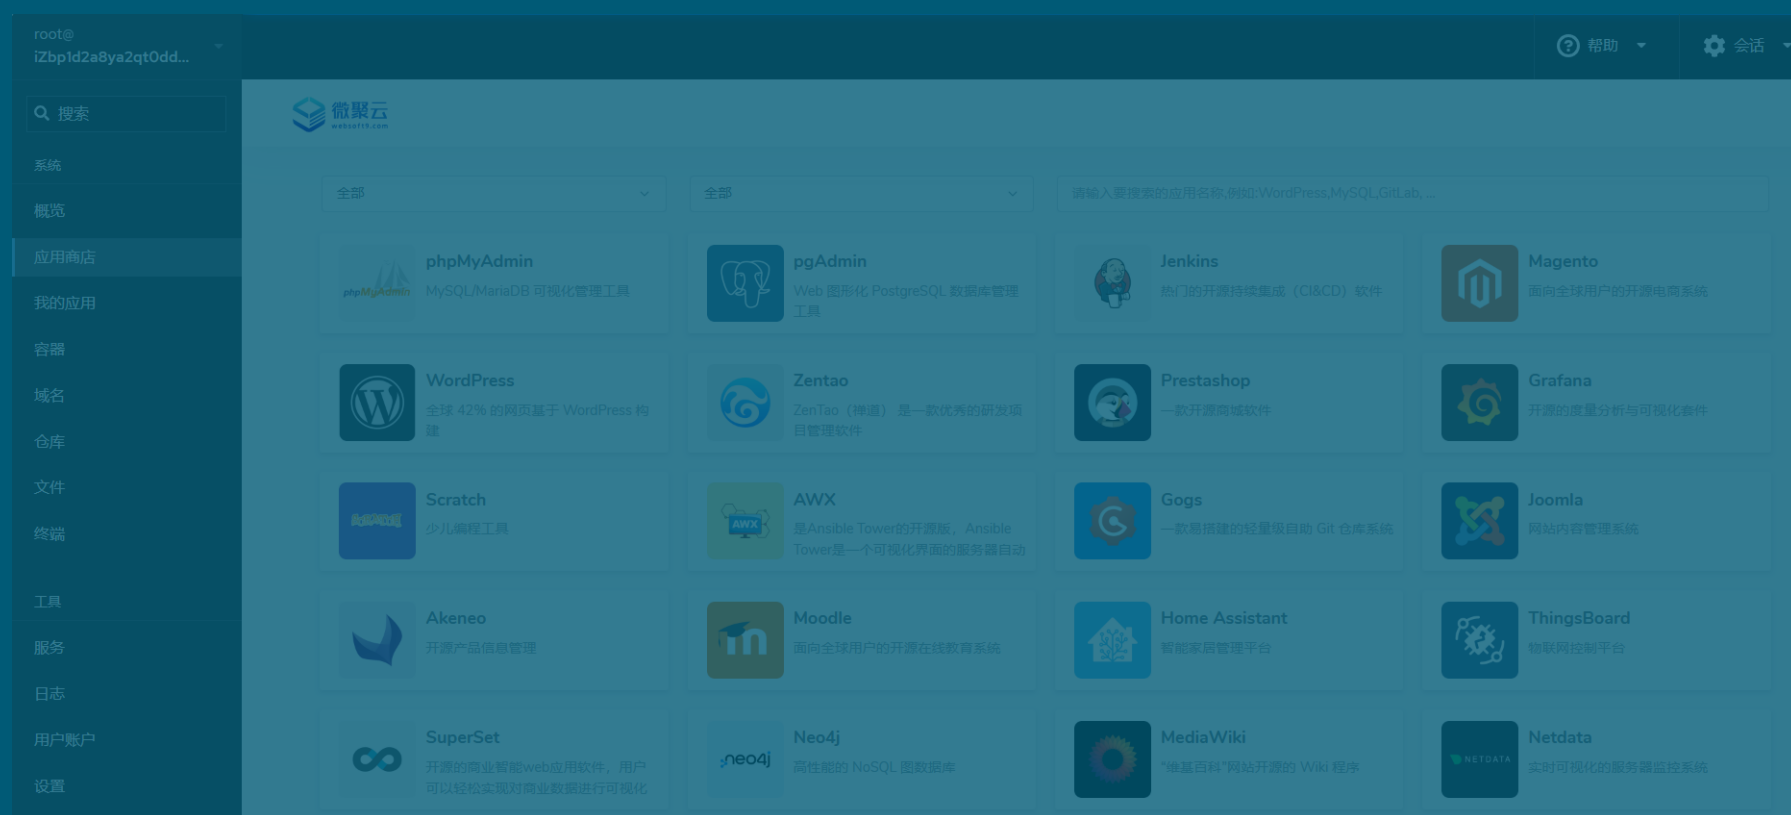 root@
iZbp1d2a8ya2qt0dd...
帮助
会话
搜索
微聚云
websoft9.com
系统
概览
应用商店
我的应用
容器
域名
仓库
文件
终端
工具
服务
日志
用户账户
设置
全部
全部
请输入要搜索的应用名称,例如:WordPress,MySQL,GitLab, ...
phpMyAdmin
phpMyAdmin
MySQL/MariaDB 可视化管理工具
pgAdmin
Web 图形化 PostgreSQL 数据库管理
工具
Jenkins
热门的开源持续集成（CI&CD）软件
Magento
面向全球用户的开源电商系统
WordPress
全球 42% 的网页基于 WordPress 构
建
Zentao
ZenTao（禅道） 是一款优秀的研发项
目管理软件
Prestashop
一款开源商城软件
Grafana
开源的度量分析与可视化套件
Scratch
少儿编程工具
AWX
AWX
是Ansible Tower的开源版，Ansible
Tower是一个可视化界面的服务器自动
Gogs
一款易搭建的轻量级自助 Git 仓库系统
Joomla
网站内容管理系统
Akeneo
开源产品信息管理
m
Moodle
面向全球用户的开源在线教育系统
Home Assistant
智能家居管理平台
ThingsBoard
物联网控制平台
SuperSet
开源的商业智能web应用软件，用户
可以轻松实现对商业数据进行可视化
neo4j
Neo4j
高性能的 NoSQL 图数据库
MediaWiki
“维基百科”网站开源的 Wiki 程序
NETDATA
Netdata
实时可视化的服务器监控系统